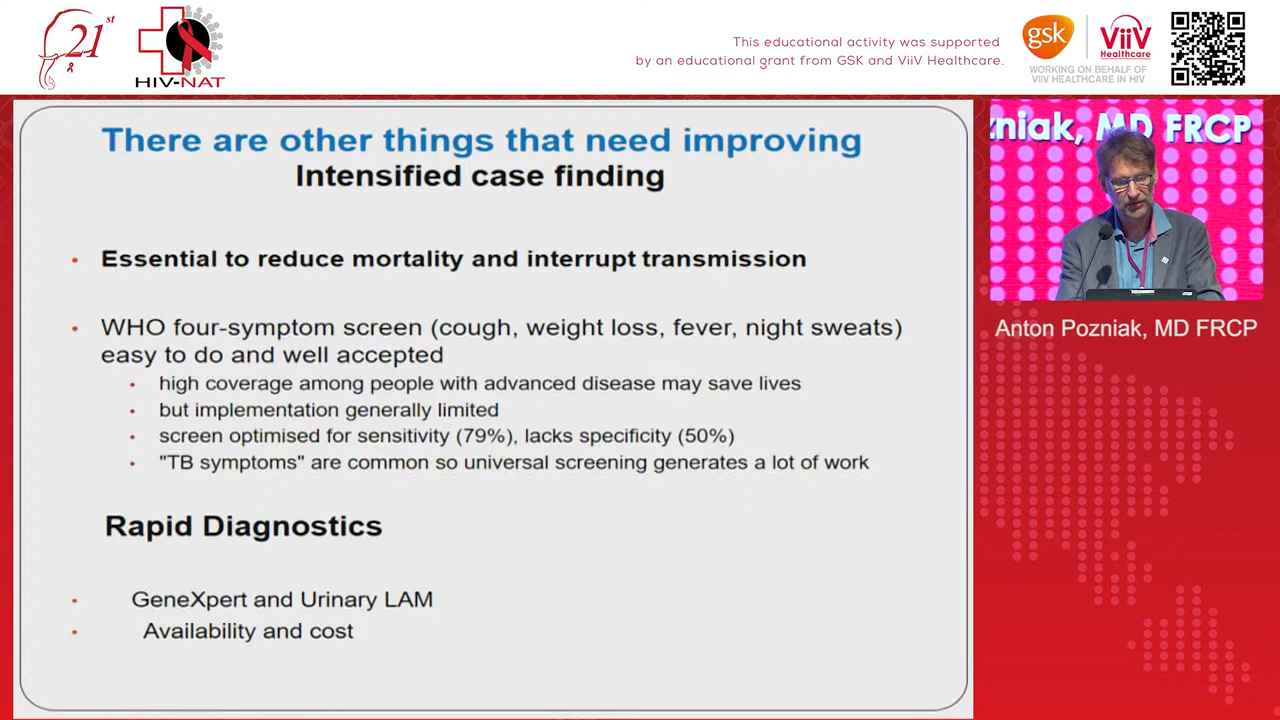 21st
HIV-NAT
This educational activity was supported
by an educational grant from GSK and ViiV Healthcare.
gsk
ViiV
Healthcare
WORKING ON BEHALF OF
VIIV HEALTHCARE IN HIV
There are other things that need improving
Intensified case finding
• Essential to reduce mortality and interrupt transmission
• WHO four-symptom screen (cough, weight loss, fever, night sweats)
easy to do and well accepted
• high coverage among people with advanced disease may save lives
• but implementation generally limited
• screen optimised for sensitivity (79%), lacks specificity (50%)
• "TB symptoms" are common so universal screening generates a lot of work
Rapid Diagnostics
• GeneXpert and Urinary LAM
• Availability and cost
zniak, MD FRCP
Anton Pozniak, MD FRCP